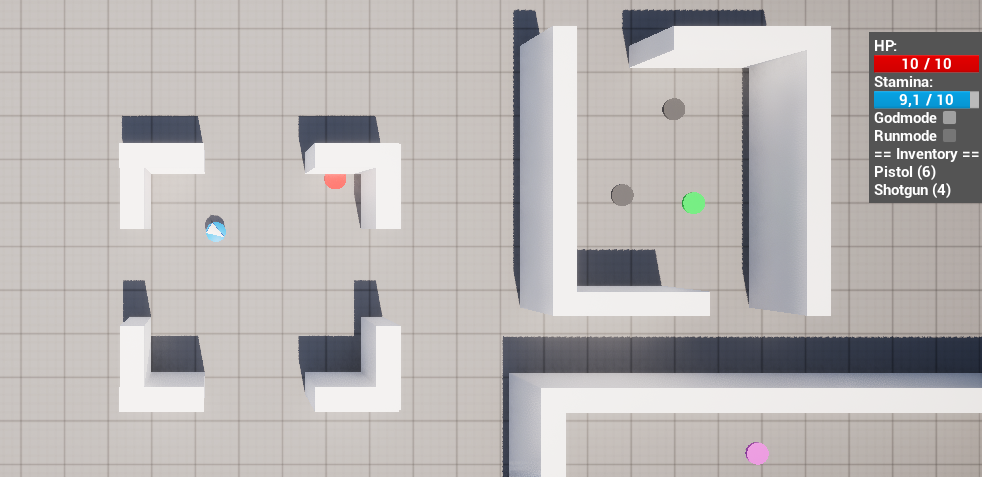 HP:
10 / 10
Stamina:
9,1 / 10
Godmode
Runmode
== Inventory ==
Pistol (6)
Shotgun (4)